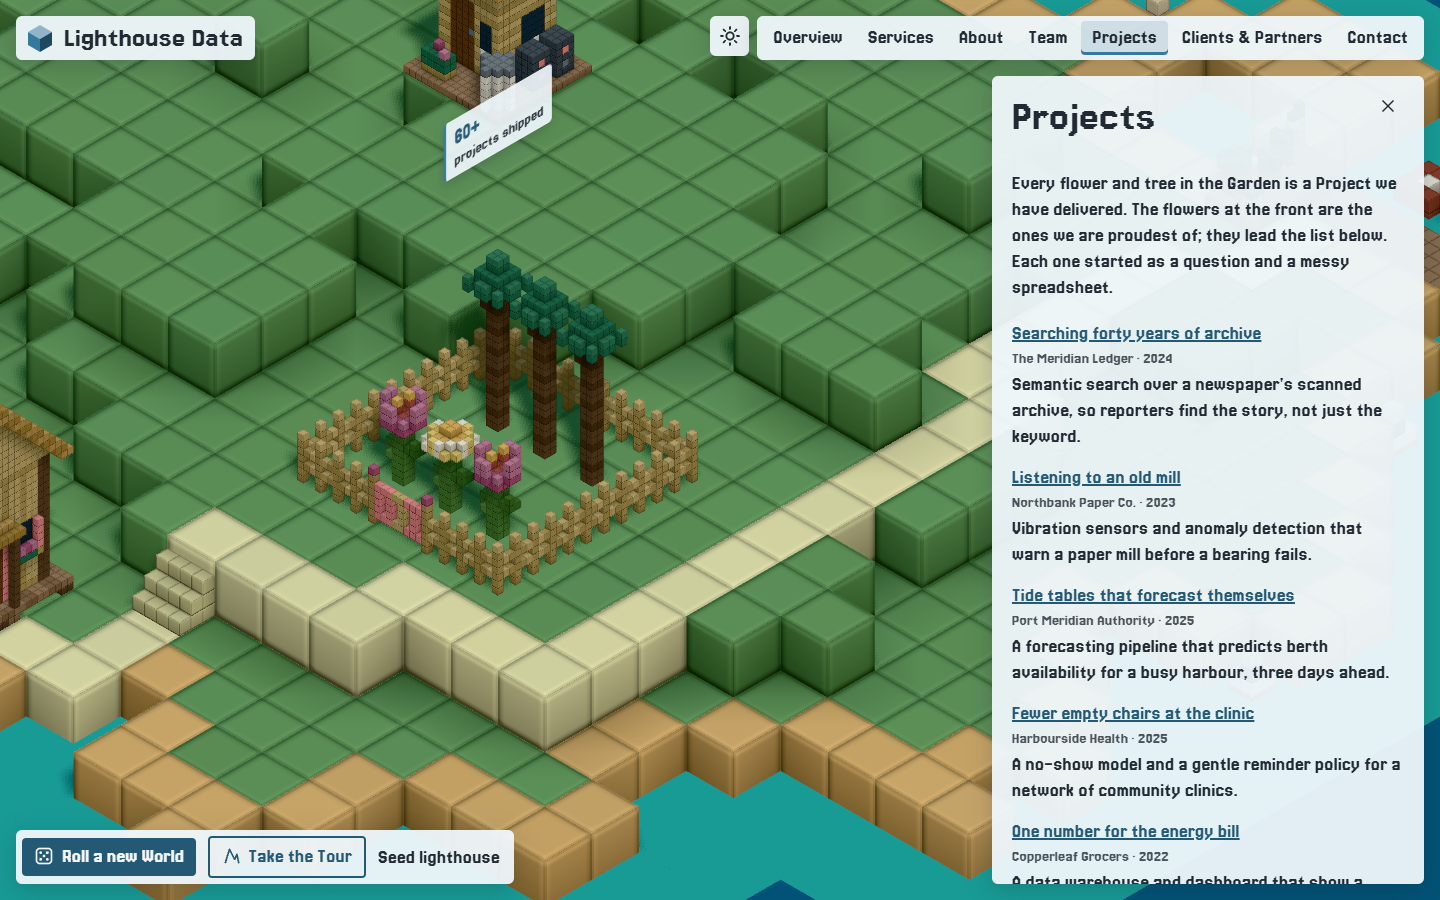 Lighthouse Data
Overview Services About Team Projects Clients & Partners Contact
60+
projects shipped
Projects
Every flower and tree in the Garden is a Project we
have delivered. The flowers at the front are the
ones we are proudest of; they lead the list below.
Each one started as a question and a messy
spreadsheet.
Searching forty years of archive
The Meridian Ledger · 2024
Semantic search over a newspaper's scanned
archive, so reporters find the story, not just the
keyword.
Listening to an old mill
Northbank Paper Co. · 2023
Vibration sensors and anomaly detection that
warn a paper mill before a bearing fails.
Tide tables that forecast themselves
Port Meridian Authority · 2025
A forecasting pipeline that predicts berth
availability for a busy harbour, three days ahead.
Fewer empty chairs at the clinic
Harbourside Health · 2025
A no-show model and a gentle reminder policy for a
network of community clinics.
One number for the energy bill
Copperleaf Grocers · 2022
A data warehouse and dashboard that show a
Roll a new World
Take the Tour
Seed lighthouse